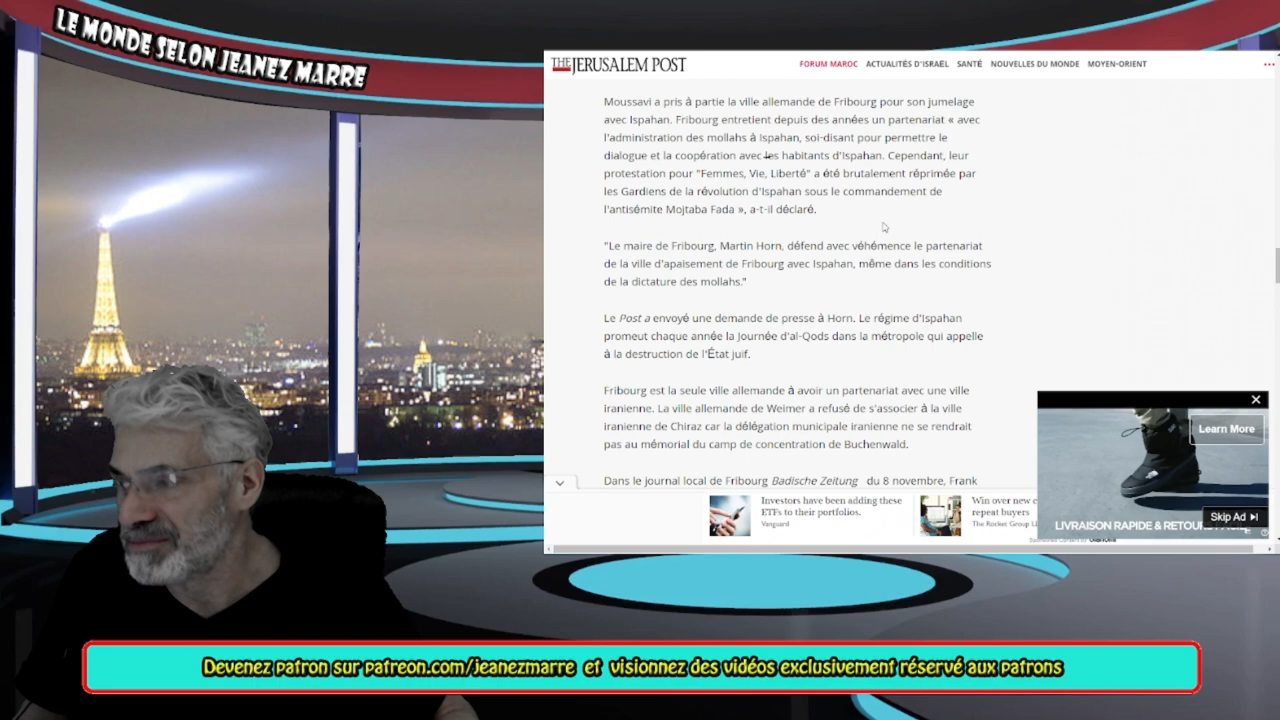 LE MONDE SELON JEANEZ MARRE
THE JERUSALEM POST
FORUM MAROC ACTUALITÉS D'ISRAËL SANTÉ NOUVELLES DU MONDE MOYEN-ORIENT
Moussavi a pris à partie la ville allemande de Fribourg pour son jumelage
avec Ispahan. Fribourg entretient depuis des années un partenariat « avec
l'administration des mollahs à Ispahan, soi-disant pour permettre le
dialogue et la coopération avec les habitants d'Ispahan. Cependant, leur
protestation pour "Femmes, Vie, Liberté" a été brutalement réprimée par
les Gardiens de la révolution d'Ispahan sous le commandement de
l'antisémite Mojtaba Fada », a-t-il déclaré.
"Le maire de Fribourg, Martin Horn, défend avec véhémence le partenariat
de la ville d'apaisement de Fribourg avec Ispahan, même dans les conditions
de la dictature des mollahs."
Le Post a envoyé une demande de presse à Horn. Le régime d'Ispahan
promeut chaque année la Journée d'al-Qods dans la métropole qui appelle
à la destruction de l'État juif.
Fribourg est la seule ville allemande à avoir un partenariat avec une ville
iranienne. La ville allemande de Weimer a refusé de s'associer à la ville
iranienne de Chiraz car la délégation municipale iranienne ne se rendrait
pas au mémorial du camp de concentration de Buchenwald.
Dans le journal local de Fribourg Badische Zeitung du 8 novembre, Frank
Learn More
Skip Ad
LIVRAISON RAPIDE & RETOUR
Investors have been adding these
ETFs to their portfolios.
Vanguard
Win over new
repeat buyers
The Rocket Group
Devenez patron sur patreon.com/jeanezmarre et visionnez des vidéos exclusivement réservé aux patrons